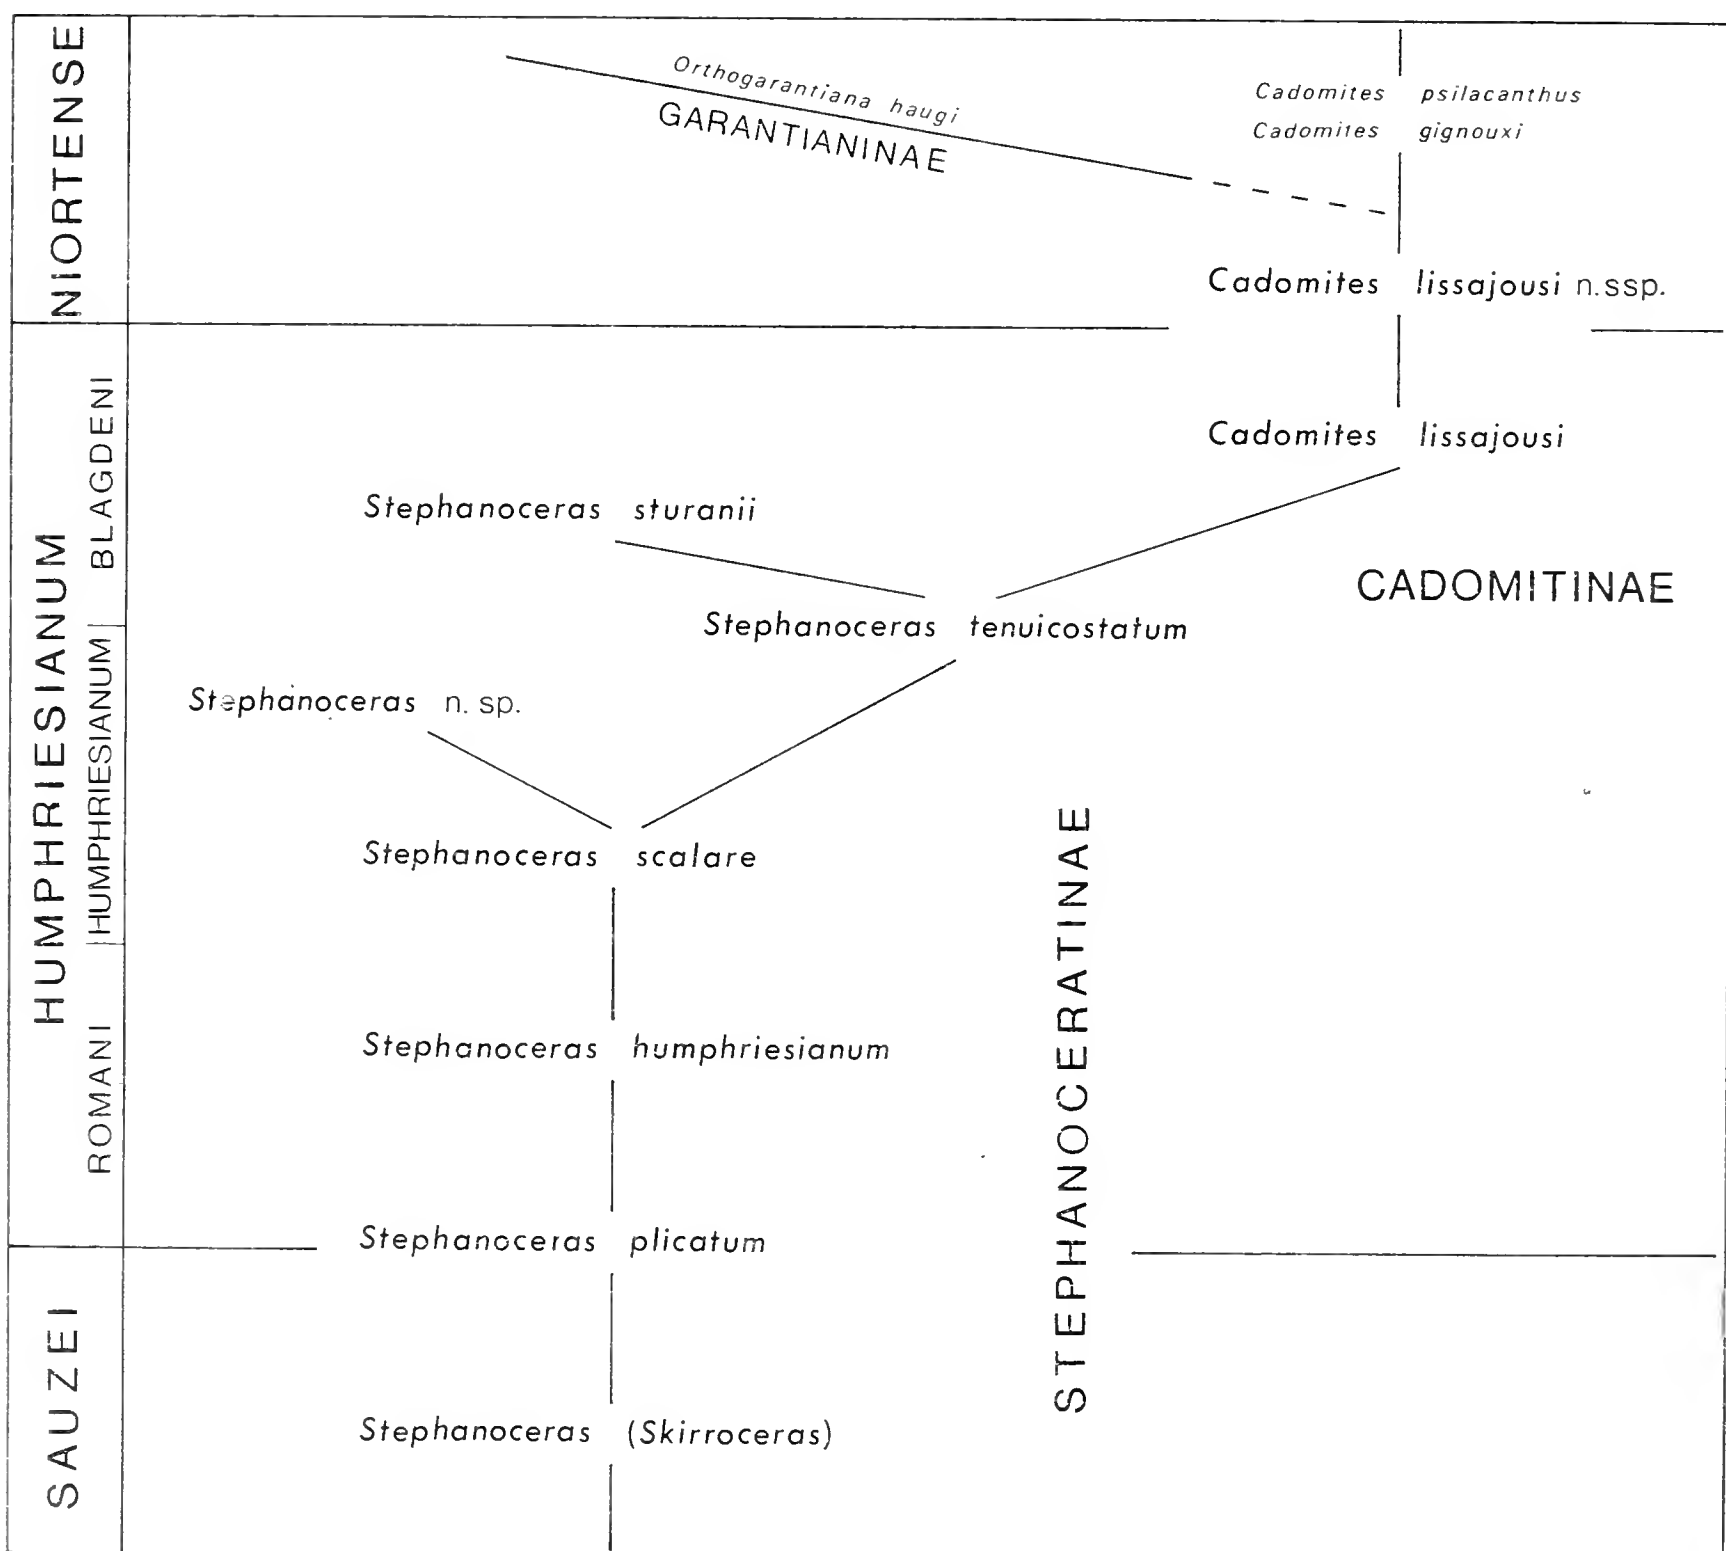 NIORTENSE
Orthogarantiana haugi
GARANTIANINAE
Cadomites psilacanthus
Cadomites gignouxi
Cadomites lissajousi n.ssp.
HUMPHRIESIANUM
BLAGDENI
Cadomites lissajousi
Stephanoceras sturanii
CADOMITINAE
Stephanoceras tenuicostatum
HUMPHRIESIANUM
Stephanoceras n. sp.
Stephanoceras scalare
STEPHANOCERATINAE
ROMANI
Stephanoceras humphriesianum
Stephanoceras plicatum
SAUZEI
Stephanoceras (Skirroceras)